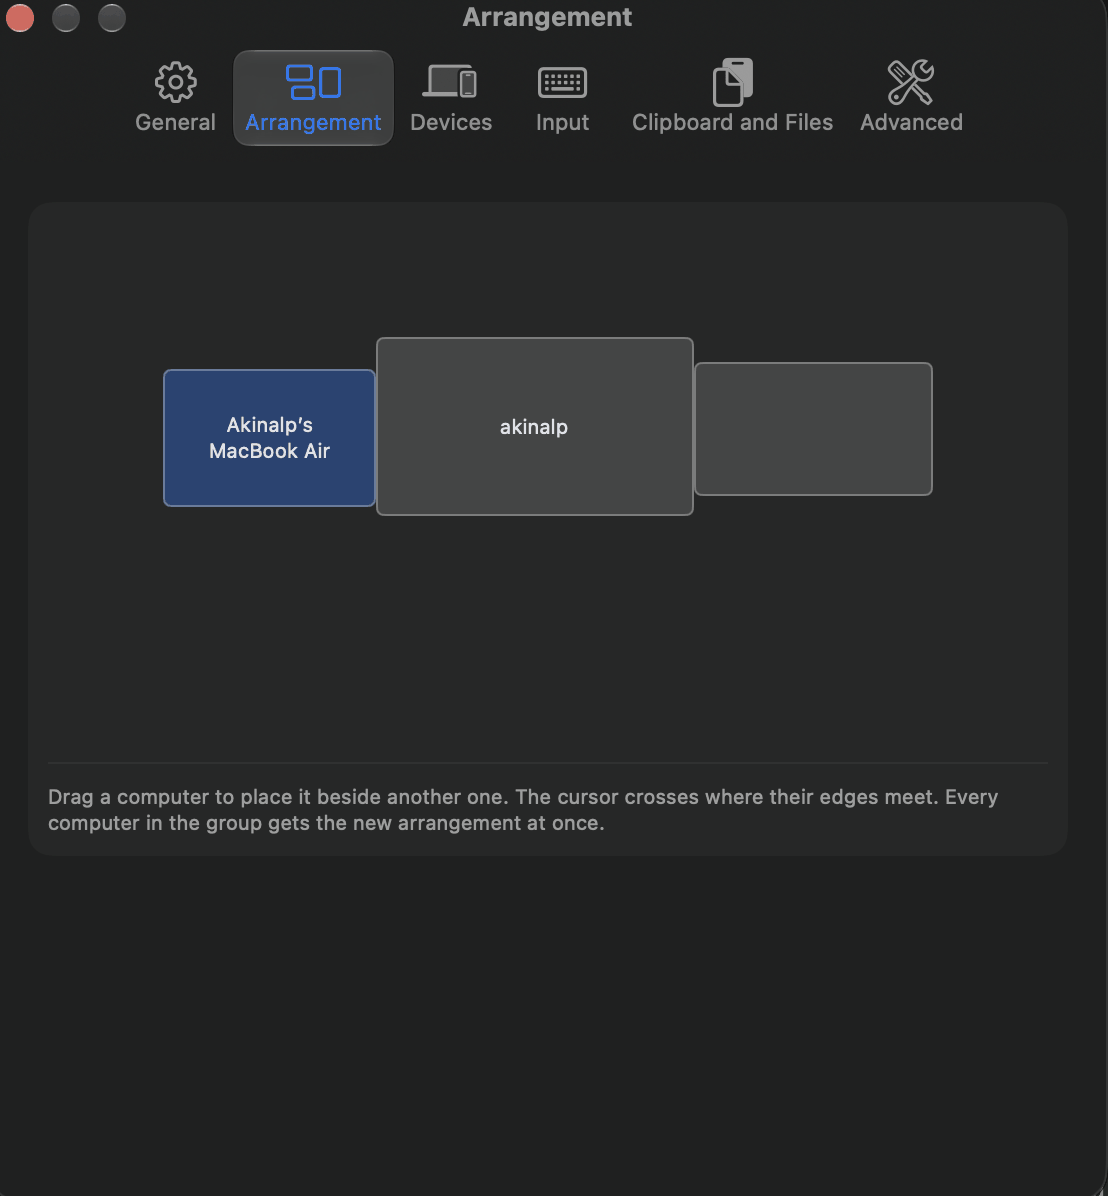 Arrangement
General
Arrangement
Devices
Input
Clipboard and Files
Advanced
Akinalp's
MacBook Air
akinalp
Drag a computer to place it beside another one. The cursor crosses where their edges meet. Every
computer in the group gets the new arrangement at once.